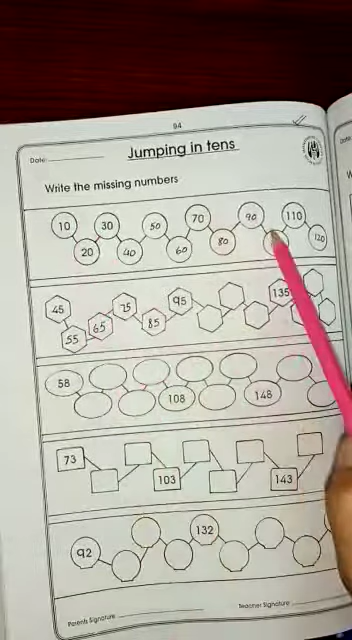 94
Date:
Jumping in tens
Write the missing numbers
10 20 30 40 50 60 70 80 90 110 120
45 55 65 75 85 95 135
58 108 148
73 103 143
92 132
Parents Signature
Teacher Signature